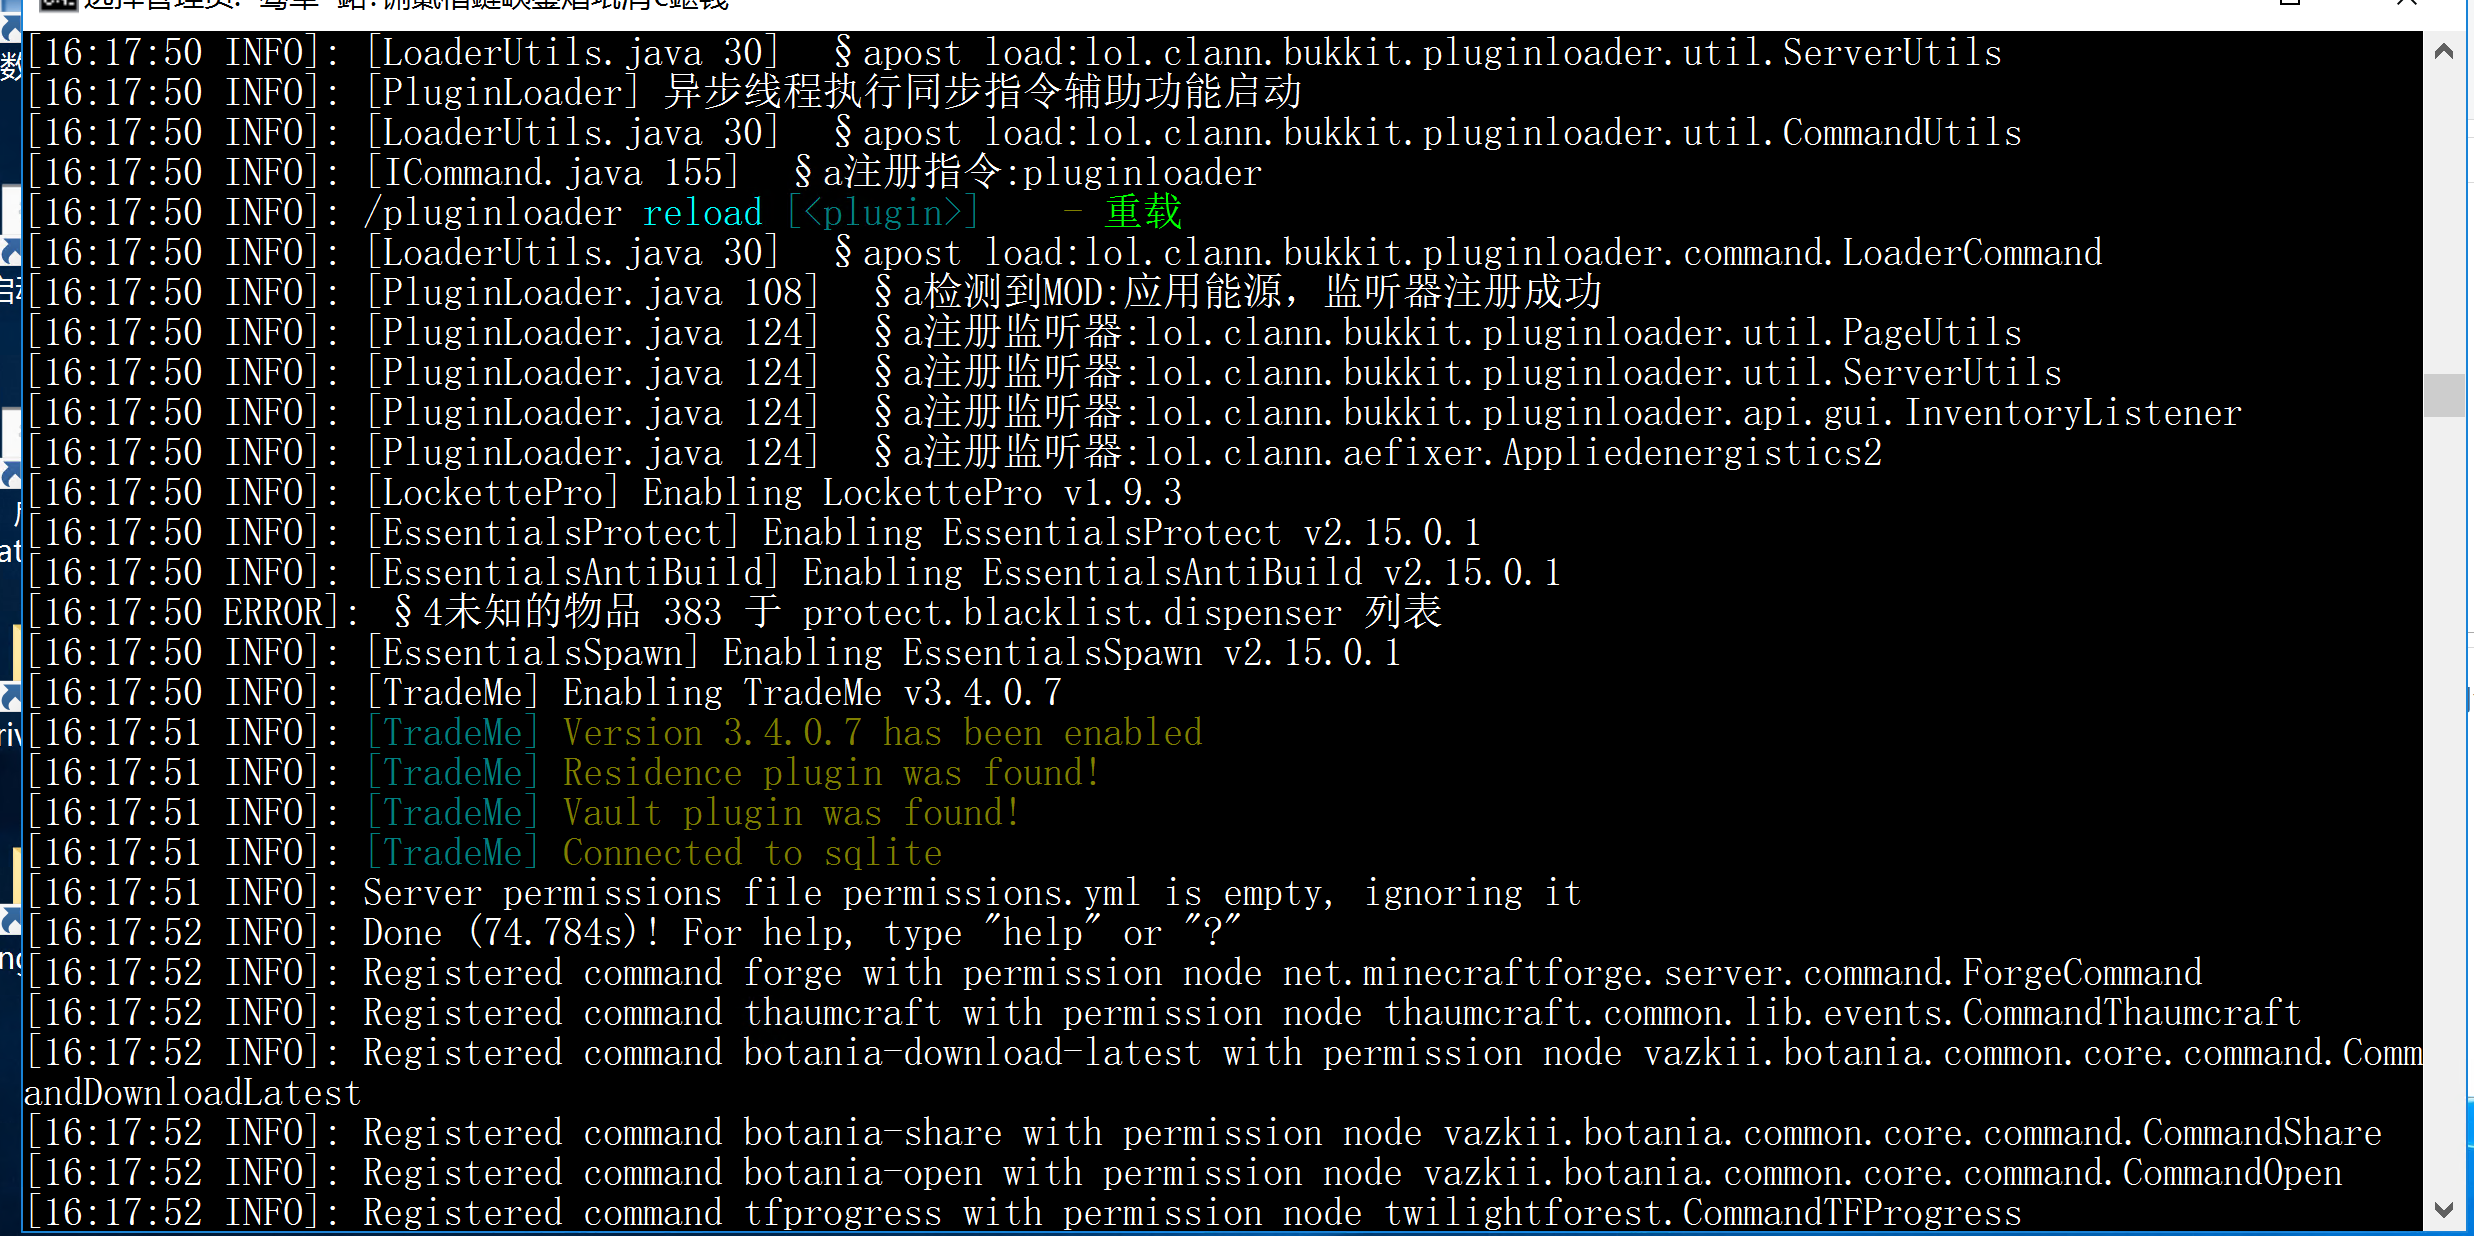 [16:17:50 INFO]: [LoaderUtils.java 30]  §apost load:lol.clann.bukkit.pluginloader.util.ServerUtils
[16:17:50 INFO]: [PluginLoader] 异步线程执行同步指令辅助功能启动
[16:17:50 INFO]: [LoaderUtils.java 30]  §apost load:lol.clann.bukkit.pluginloader.util.CommandUtils
[16:17:50 INFO]: [ICommand.java 155]  §a注册指令:pluginloader
[16:17:50 INFO]: /pluginloader reload [<plugin>]    - 重载
[16:17:50 INFO]: [LoaderUtils.java 30]  §apost load:lol.clann.bukkit.pluginloader.command.LoaderCommand
[16:17:50 INFO]: [PluginLoader.java 108]  §a检测到MOD:应用能源，监听器注册成功
[16:17:50 INFO]: [PluginLoader.java 124]  §a注册监听器:lol.clann.bukkit.pluginloader.util.PageUtils
[16:17:50 INFO]: [PluginLoader.java 124]  §a注册监听器:lol.clann.bukkit.pluginloader.util.ServerUtils
[16:17:50 INFO]: [PluginLoader.java 124]  §a注册监听器:lol.clann.bukkit.pluginloader.api.gui.InventoryListener
[16:17:50 INFO]: [PluginLoader.java 124]  §a注册监听器:lol.clann.aefixer.Appliedenergistics2
[16:17:50 INFO]: [LockettePro] Enabling LockettePro v1.9.3
[16:17:50 INFO]: [EssentialsProtect] Enabling EssentialsProtect v2.15.0.1
[16:17:50 INFO]: [EssentialsAntiBuild] Enabling EssentialsAntiBuild v2.15.0.1
[16:17:50 ERROR]: §4未知的物品 383 于 protect.blacklist.dispenser 列表
[16:17:50 INFO]: [EssentialsSpawn] Enabling EssentialsSpawn v2.15.0.1
[16:17:50 INFO]: [TradeMe] Enabling TradeMe v3.4.0.7
[16:17:51 INFO]: [TradeMe] Version 3.4.0.7 has been enabled
[16:17:51 INFO]: [TradeMe] Residence plugin was found!
[16:17:51 INFO]: [TradeMe] Vault plugin was found!
[16:17:51 INFO]: [TradeMe] Connected to sqlite
[16:17:51 INFO]: Server permissions file permissions.yml is empty, ignoring it
[16:17:52 INFO]: Done (74.784s)! For help, type "help" or "?"
[16:17:52 INFO]: Registered command forge with permission node net.minecraftforge.server.command.ForgeCommand
[16:17:52 INFO]: Registered command thaumcraft with permission node thaumcraft.common.lib.events.CommandThaumcraft
[16:17:52 INFO]: Registered command botania-download-latest with permission node vazkii.botania.common.core.command.Comm
andDownloadLatest
[16:17:52 INFO]: Registered command botania-share with permission node vazkii.botania.common.core.command.CommandShare
[16:17:52 INFO]: Registered command botania-open with permission node vazkii.botania.common.core.command.CommandOpen
[16:17:52 INFO]: Registered command tfprogress with permission node twilightforest.CommandTFProgress